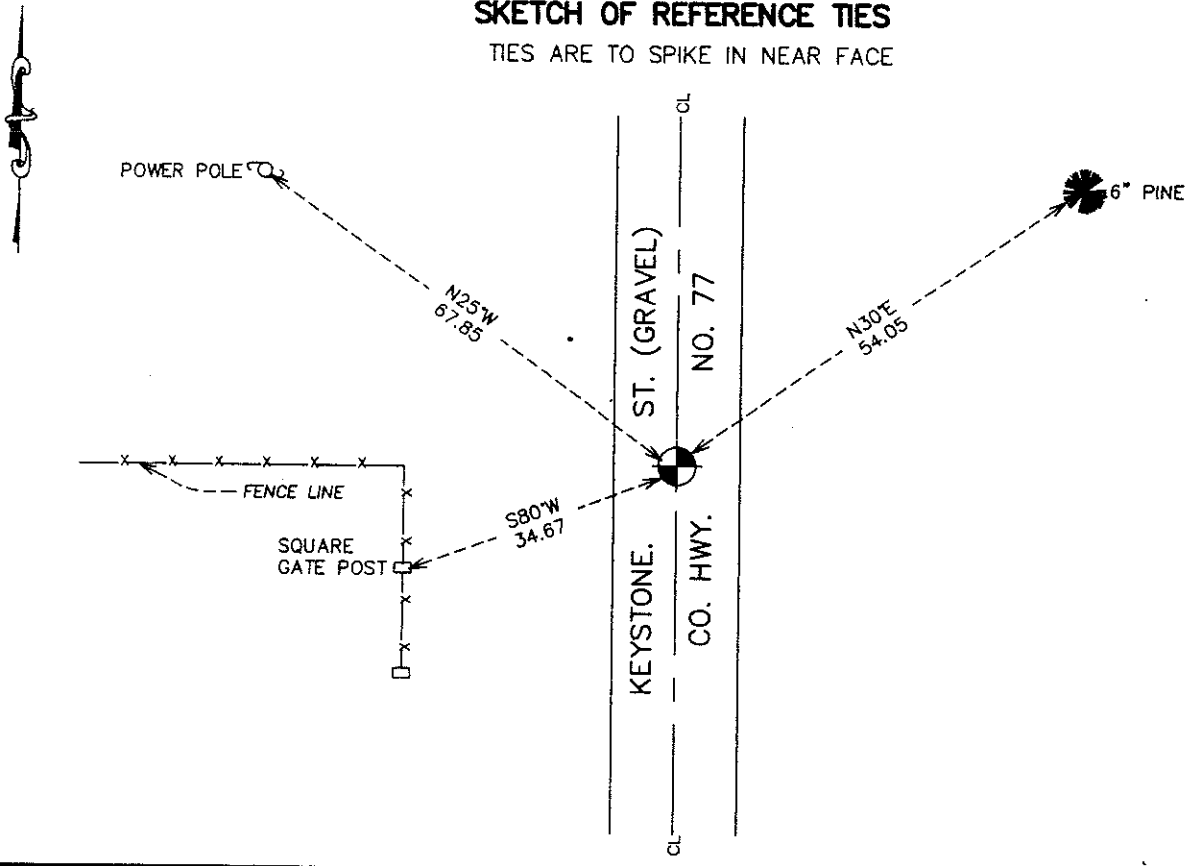 SKETCH OF REFERENCE TIES
TIES ARE TO SPIKE IN NEAR FACE
CL
POWER POLE
6" PINE
N25°W
67.85
N30°E
54.05
KEYSTONE. ST. (GRAVEL)
CO. HWY. NO. 77
FENCE LINE
S80°W
34.67
SQUARE
GATE POST
CL